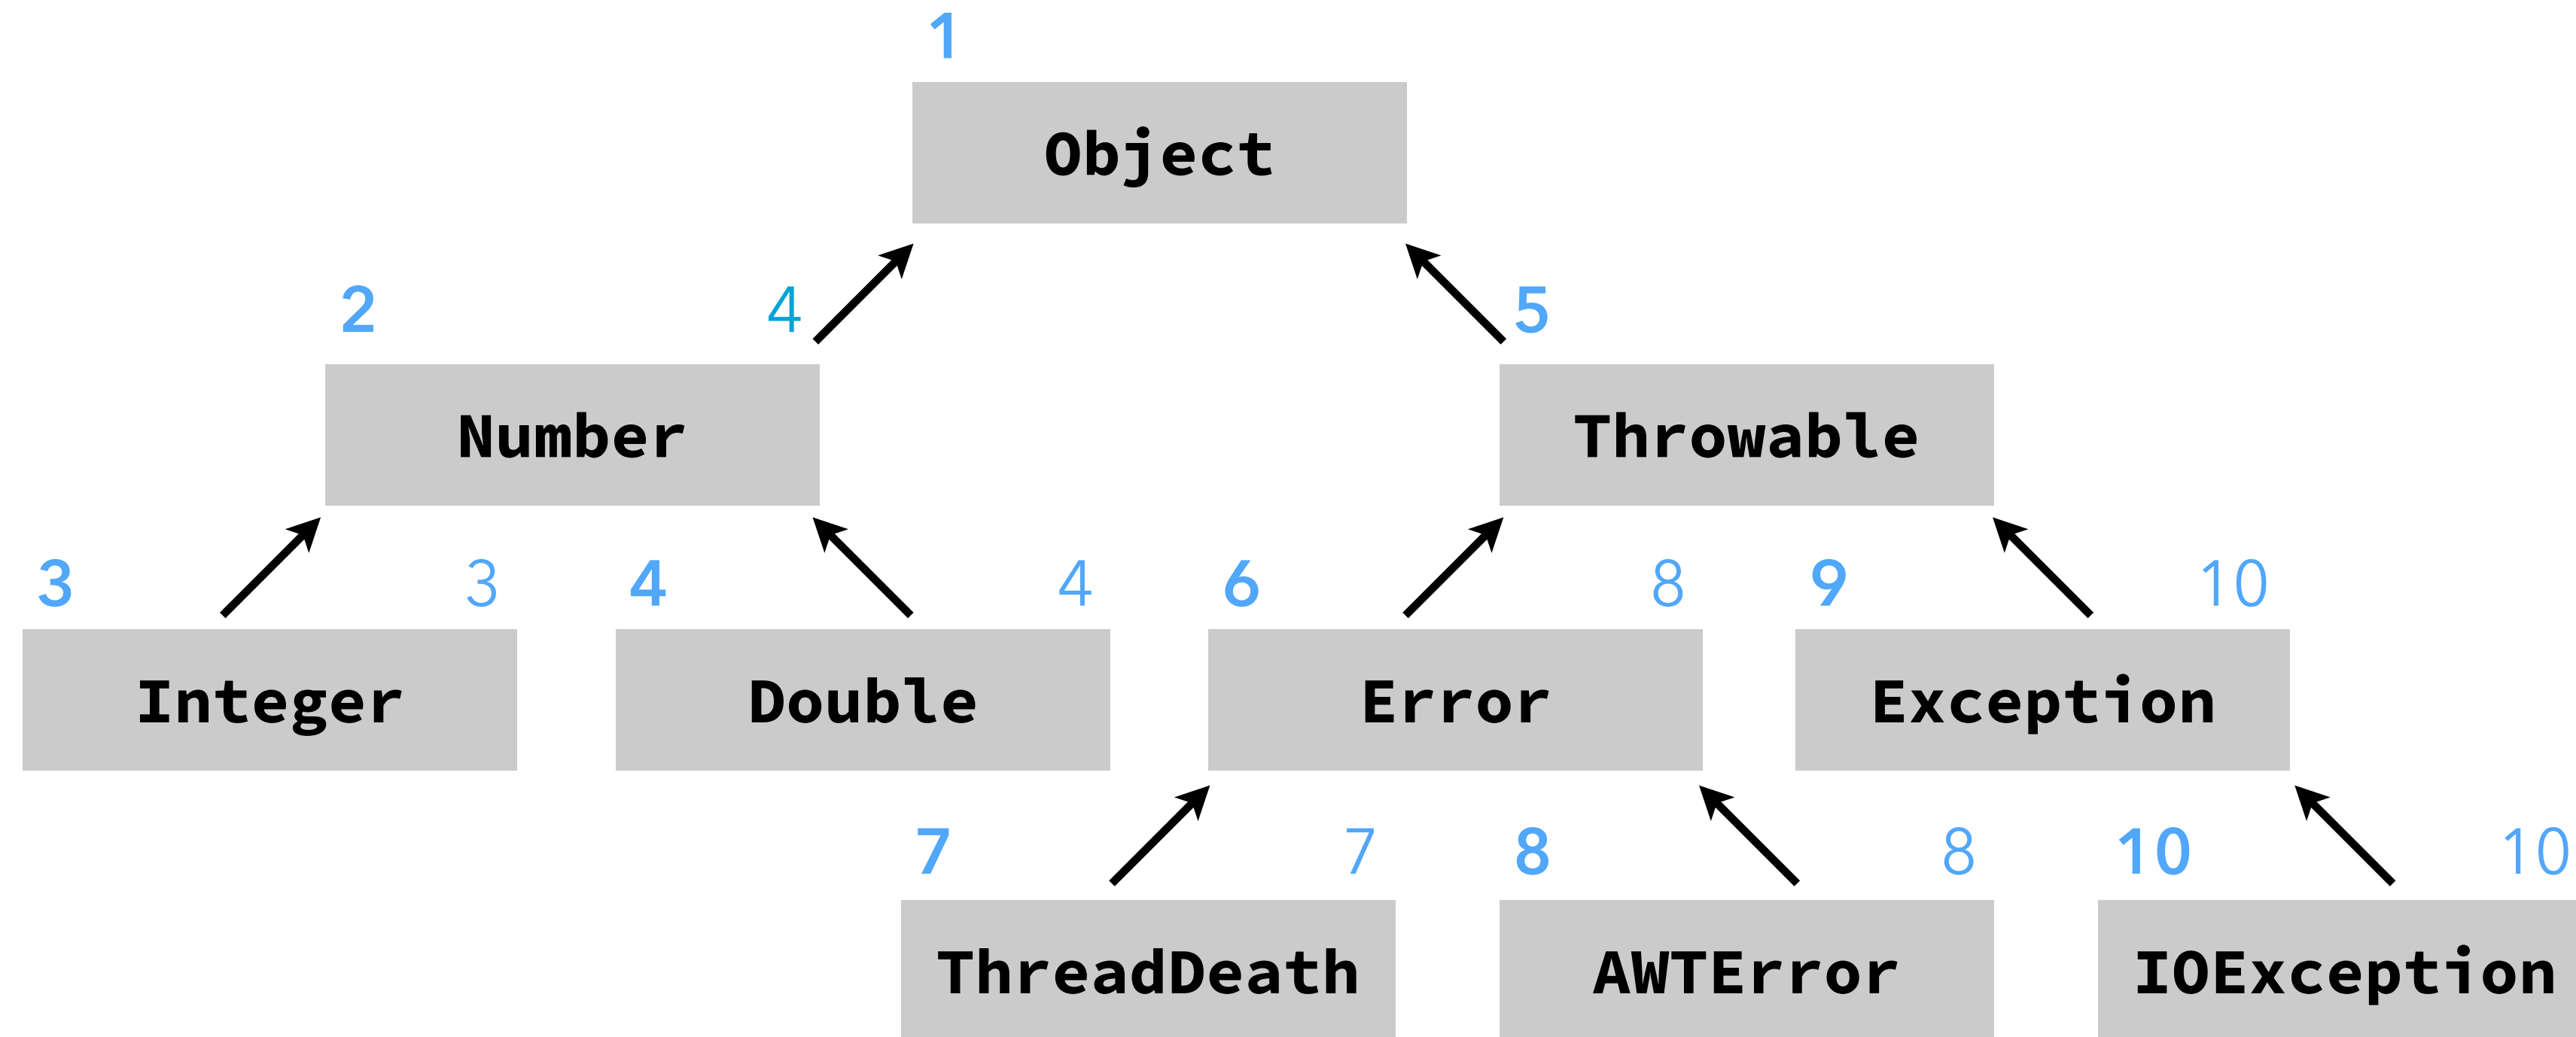 1
Object
2 4 5
Number Throwable
3 3 4 4 6 8 9 10
Integer Double Error Exception
7 7 8 8 10 10
ThreadDeath AWTError IOException